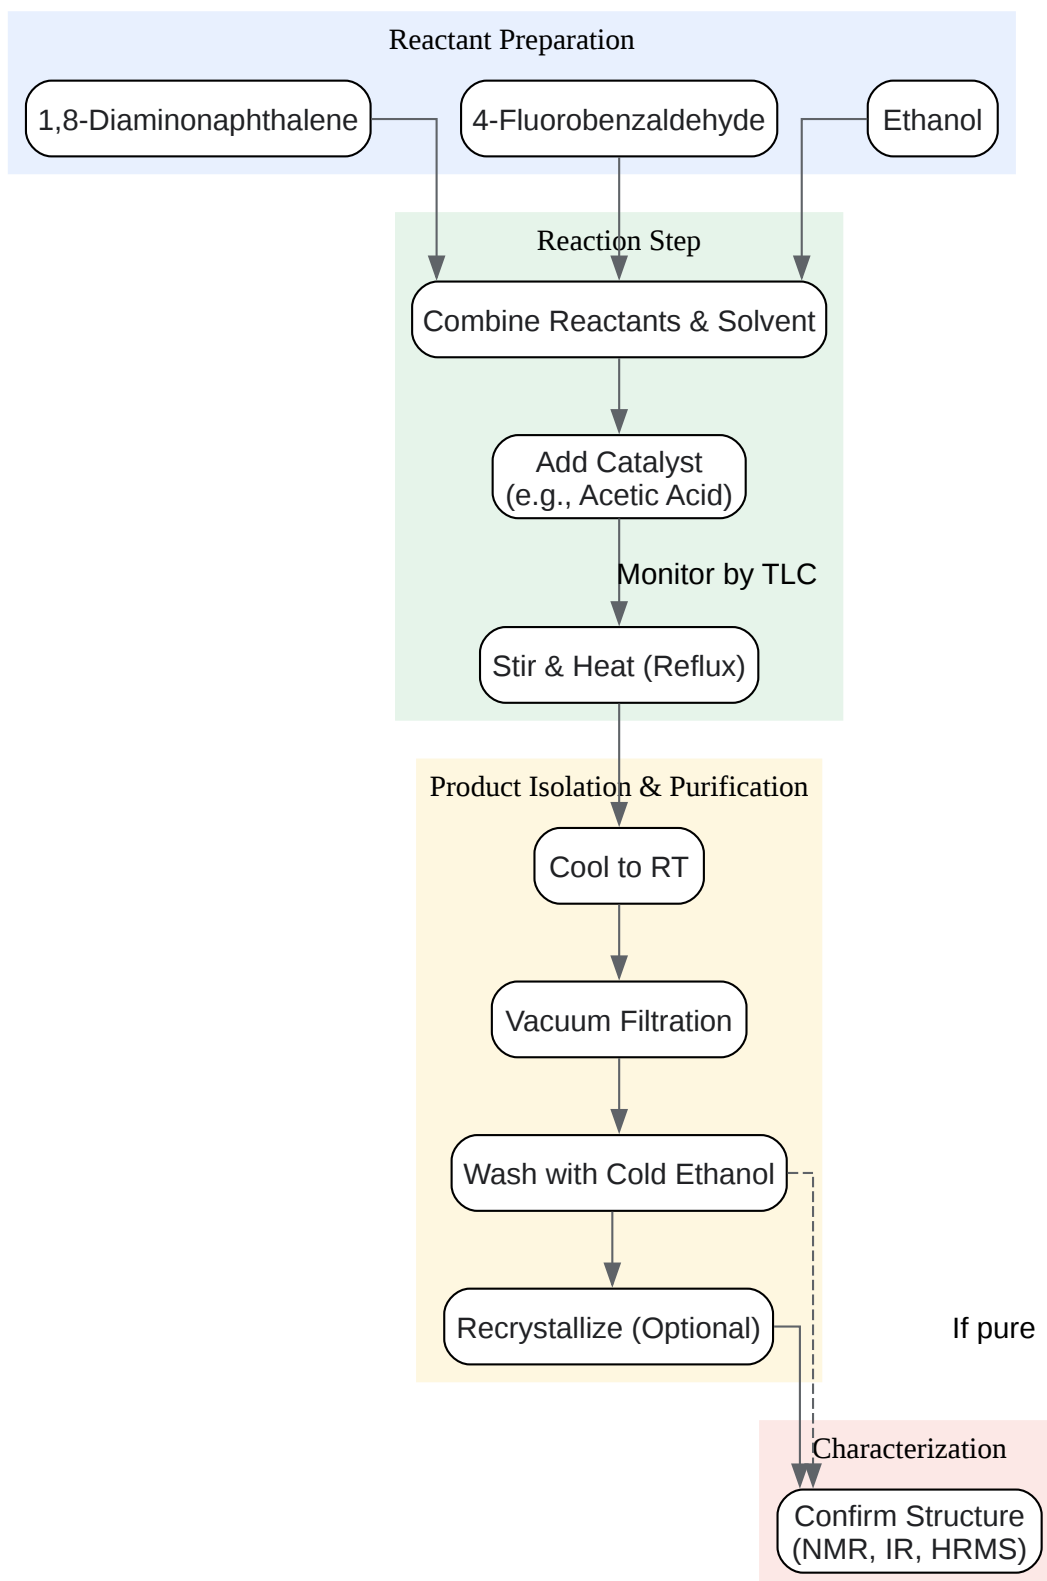 Reactant Preparation
1,8-Diaminonaphthalene
4-Fluorobenzaldehyde
Ethanol
Reaction Step
Combine Reactants & Solvent
Add Catalyst
(e.g., Acetic Acid)
Monitor by TLC
Stir & Heat (Reflux)
Product Isolation & Purification
Cool to RT
Vacuum Filtration
Wash with Cold Ethanol
Recrystallize (Optional)
If pure
Characterization
Confirm Structure
(NMR, IR, HRMS)